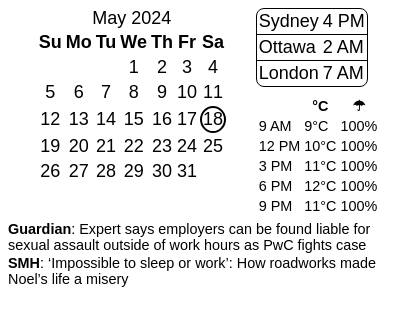 May 2024
Su Mo Tu We Th Fr Sa
1 2 3 4
5 6 7 8 9 10 11
12 13 14 15 16 17 18
19 20 21 22 23 24 25
26 27 28 29 30 31
Sydney 4 PM
Ottawa 2 AM
London 7 AM
°C ☂
9 AM 9°C 100%
12 PM 10°C 100%
3 PM 11°C 100%
6 PM 12°C 100%
9 PM 11°C 100%
Guardian: Expert says employers can be found liable for
sexual assault outside of work hours as PwC fights case
SMH: ‘Impossible to sleep or work’: How roadworks made
Noel’s life a misery